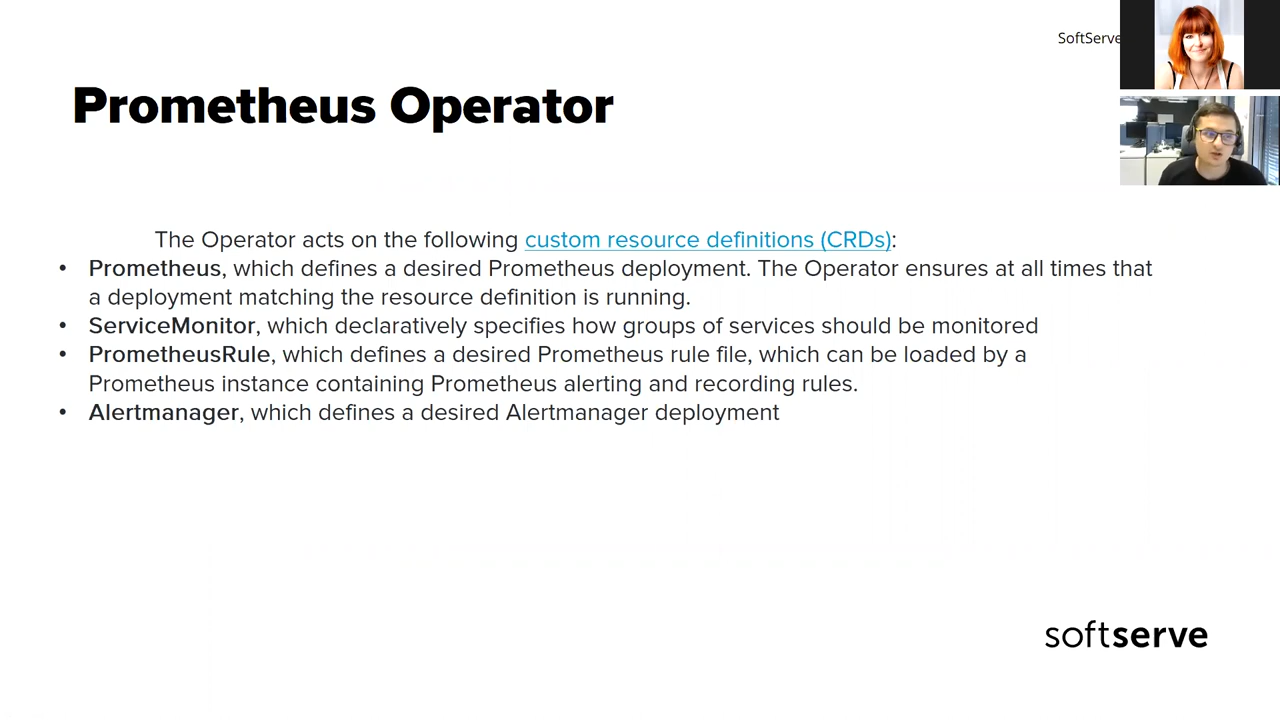 SoftServe
Prometheus Operator
The Operator acts on the following custom resource definitions (CRDs):
• Prometheus, which defines a desired Prometheus deployment. The Operator ensures at all times that
a deployment matching the resource definition is running.
• ServiceMonitor, which declaratively specifies how groups of services should be monitored
• PrometheusRule, which defines a desired Prometheus rule file, which can be loaded by a
Prometheus instance containing Prometheus alerting and recording rules.
• Alertmanager, which defines a desired Alertmanager deployment
softserve